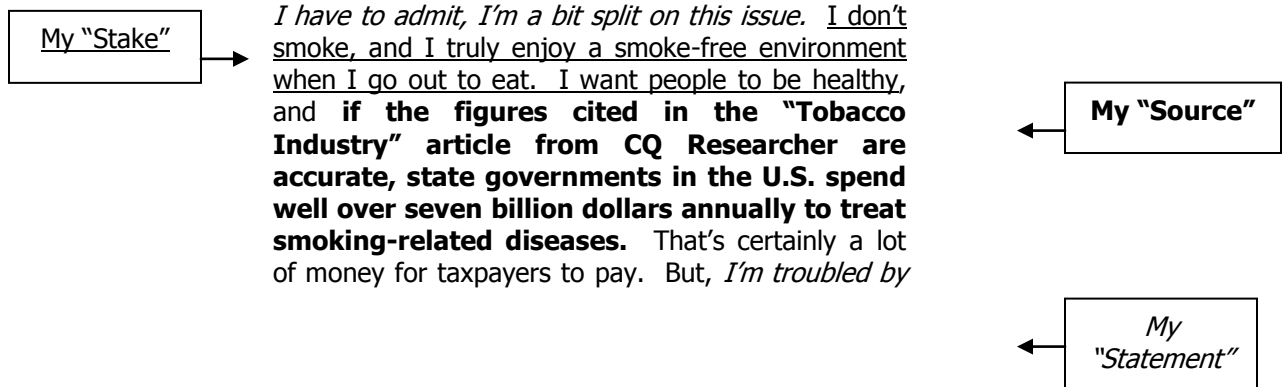 My “Stake”
I have to admit, I’m a bit split on this issue. I don’t
smoke, and I truly enjoy a smoke-free environment
when I go out to eat. I want people to be healthy,
and if the figures cited in the “Tobacco
Industry” article from CQ Researcher are
accurate, state governments in the U.S. spend
well over seven billion dollars annually to treat
smoking-related diseases. That’s certainly a lot
of money for taxpayers to pay. But, I’m troubled by
My “Source”
My
“Statement”